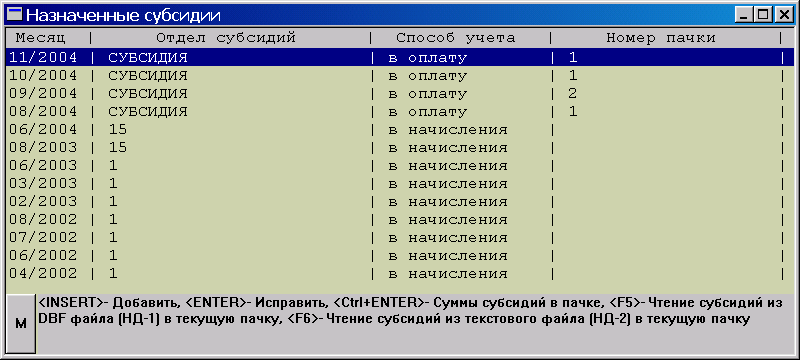 Назначенные субсидии
Месяц | Отдел субсидий | Способ учета | Номер пачки |
11/2004 | СУБСИДИЯ | в оплату | 1 |
10/2004 | СУБСИДИЯ | в оплату | 1 |
09/2004 | СУБСИДИЯ | в оплату | 2 |
08/2004 | СУБСИДИЯ | в оплату | 1 |
06/2004 | 15 | в начисления | |
08/2003 | 15 | в начисления | |
06/2003 | 1 | в начисления | |
03/2003 | 1 | в начисления | |
02/2003 | 1 | в начисления | |
08/2002 | 1 | в начисления | |
07/2002 | 1 | в начисления | |
06/2002 | 1 | в начисления | |
04/2002 | 1 | в начисления | |
М
<INSERT>- Добавить, <ENTER>- Исправить, <Ctrl+ENTER>- Суммы субсидий в пачке, <F5>- Чтение субсидий из
DBF файла (НД-1) в текущую пачку, <F6>- Чтение субсидий из текстового файла (НД-2) в текущую пачку